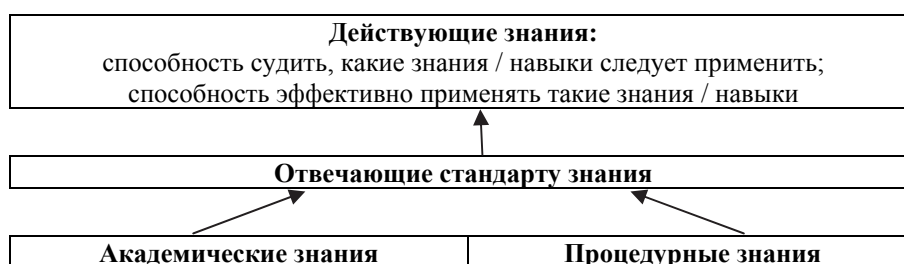 Действующие знания:
способность судить, какие знания / навыки следует применить;
способность эффективно применять такие знания / навыки
Отвечающие стандарту знания
Академические знания
Процедурные знания